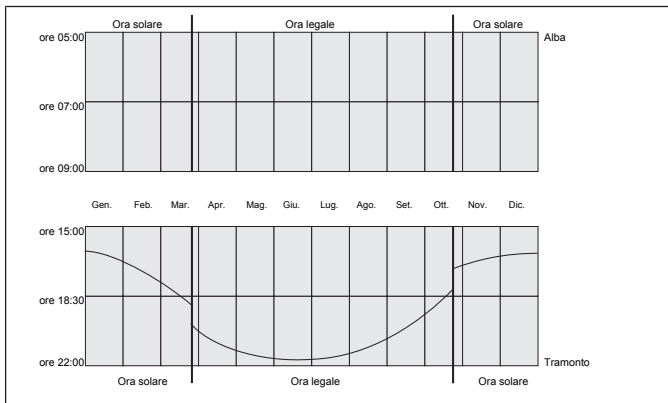 Ora solare Ora legale Ora solare
ore 05:00 Alba
ore 07:00
ore 09:00
Gen. Feb. Mar. Apr. Mag. Giu. Lug. Ago. Set. Ott. Nov. Dic.
ore 15:00
ore 18:30
ore 22:00 Tramonto
Ora solare Ora legale Ora solare